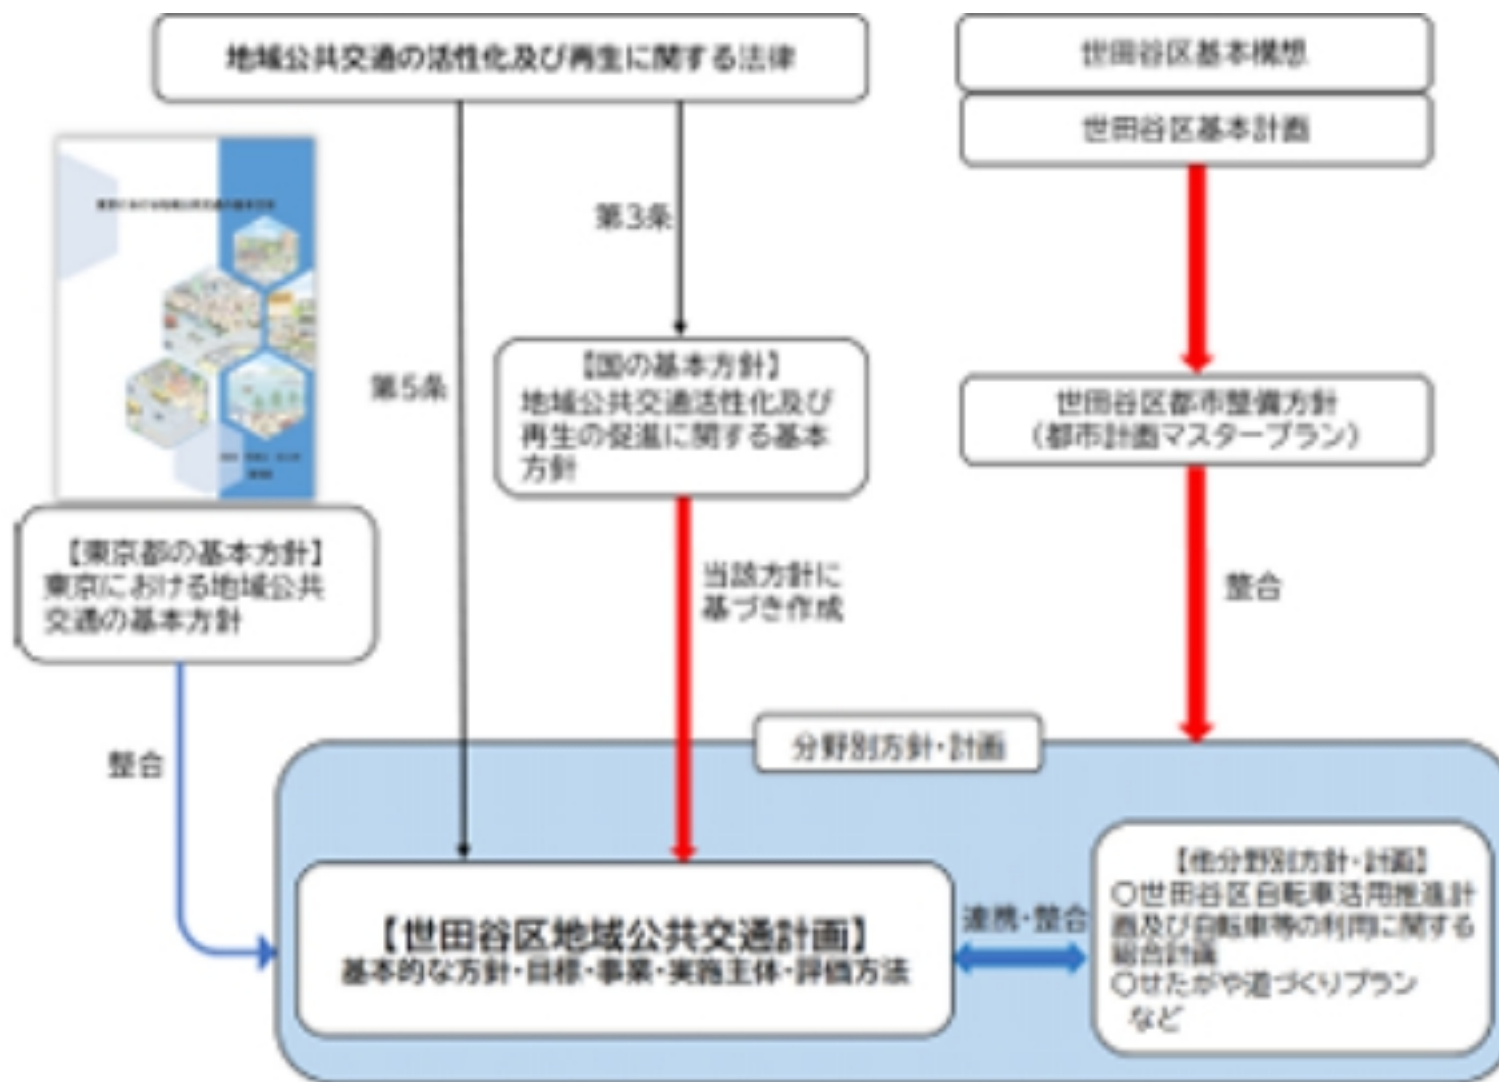 地域公共交通の活性化及び再生に関する法律
世田谷区基本構想
世田谷区基本計画
第3条
第5条
【国の基本方針】
地域公共交通活性化及び
再生の促進に関する基本
方針
世田谷区都市整備方針
（都市計画マスタープラン）
【東京都の基本方針】
東京における地域公共
交通の基本方針
当該方針に
基づき作成
整合
整合
分野別方針・計画
【世田谷区地域公共交通計画】
基本的な方針・目標・事業・実施主体・評価方法
連携・整合
【他分野別方針・計画】
○世田谷区自転車活用推進計
画及び自転車等の利用に関する
総合計画
○せたがや道づくりプラン
など